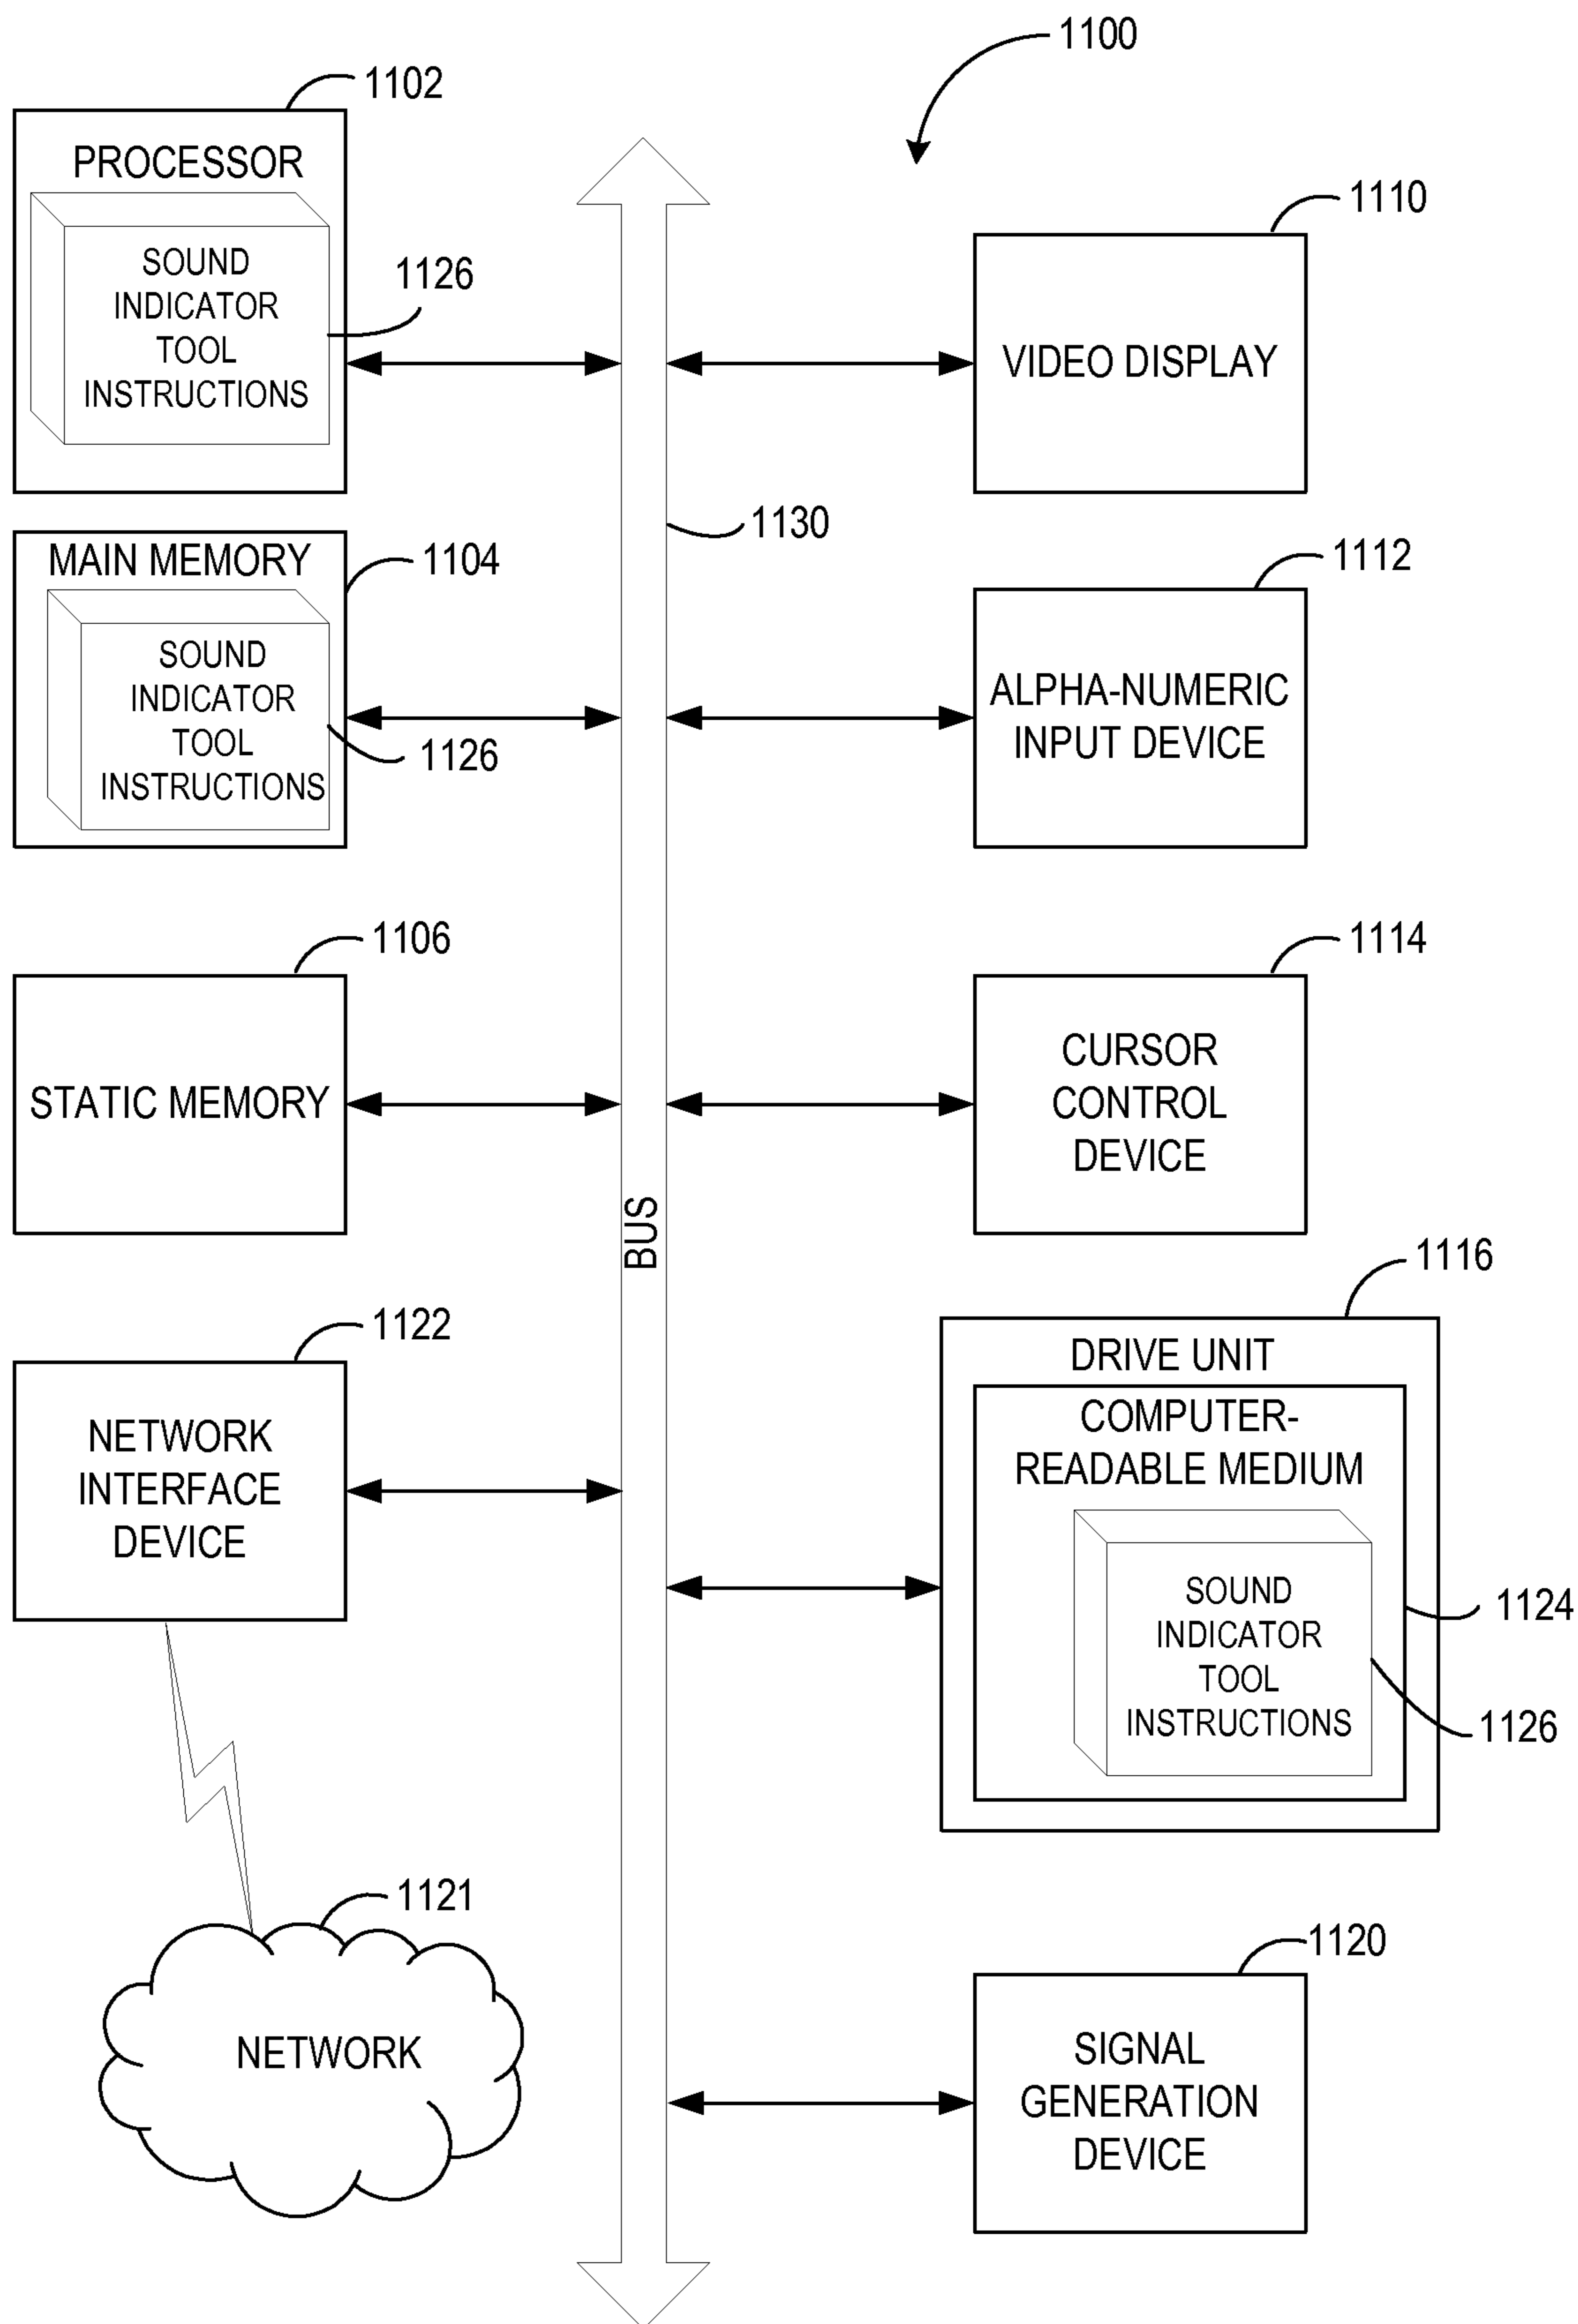 1100
1102
PROCESSOR
SOUND
INDICATOR
TOOL
INSTRUCTIONS
1126
1110
VIDEO DISPLAY
1130
MAIN MEMORY
1104
SOUND
INDICATOR
TOOL
INSTRUCTIONS
1126
1112
ALPHA-NUMERIC
INPUT DEVICE
1106
STATIC MEMORY
1114
CURSOR
CONTROL
DEVICE
BUS
1122
NETWORK
INTERFACE
DEVICE
1116
DRIVE UNIT
COMPUTER-
READABLE MEDIUM
SOUND
INDICATOR
TOOL
INSTRUCTIONS
1124
1126
1121
NETWORK
1120
SIGNAL
GENERATION
DEVICE